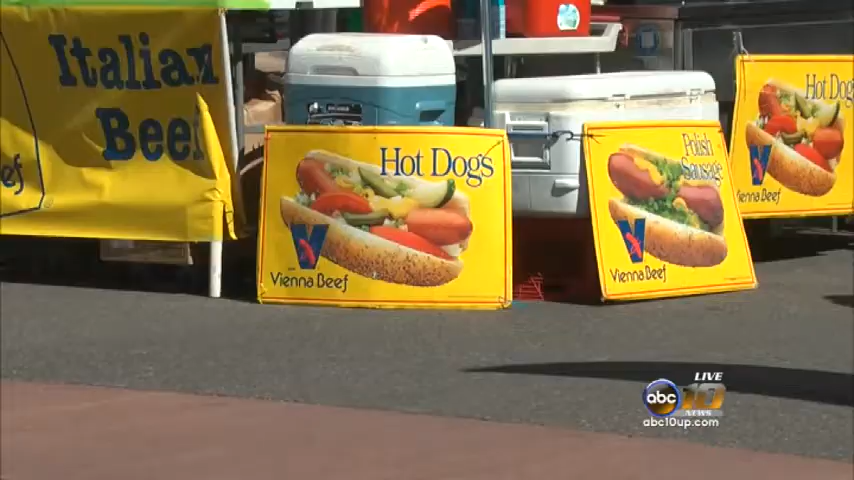 Italian
Beef
ef
Hot Dogs
Vienna Beef
Polish
Sausage
Vienna Beef
Hot Dogs
Vienna Beef
LIVE
abc 10
NEWS
abc10up.com